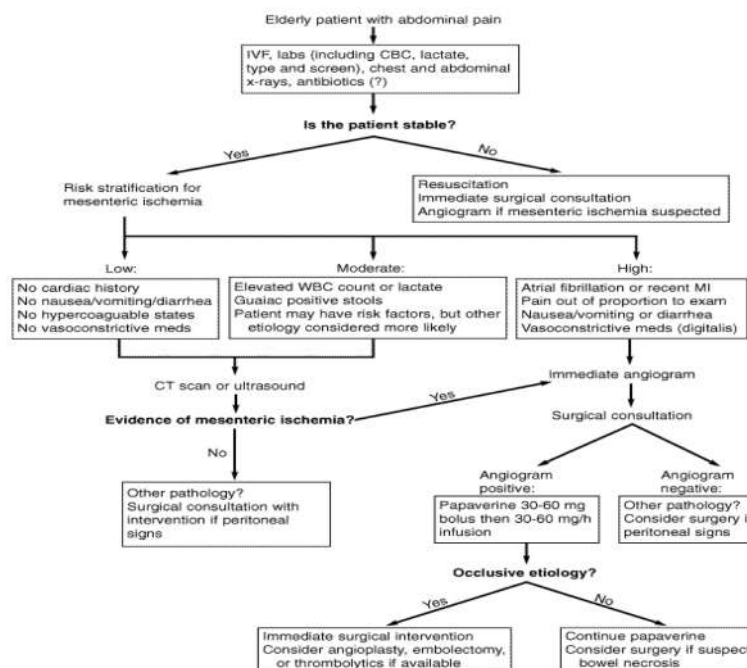 Elderly patient with abdominal pain
IVF, labs (including CBC, lactate,
type and screen), chest and abdominal
x-rays, antibiotics (?)
Is the patient stable?
Yes
No
Risk stratification for
mesenteric ischemia
Resuscitation
Immediate surgical consultation
Angiogram if mesenteric ischemia suspected
Low:
No cardiac history
No nausea/vomiting/diarrhea
No hypercoaguable states
No vasoconstrictive meds
Moderate:
Elevated WBC count or lactate
Guaiac positive stools
Patient may have risk factors, but other
etiology considered more likely
High:
Atrial fibrillation or recent MI
Pain out of proportion to exam
Nausea/vomiting or diarrhea
Vasoconstrictive meds (digitalis)
CT scan or ultrasound
Evidence of mesenteric ischemia?
Yes
No
Immediate angiogram
Surgical consultation
Other pathology?
Surgical consultation with
intervention if peritoneal
signs
Angiogram
positive:
Papaverine 30-60 mg
bolus then 30-60 mg/h
infusion
Angiogram
negative:
Other pathology?
Consider surgery i
peritoneal signs
Occlusive etiology?
Yes
No
Immediate surgical intervention
Consider angioplasty, embolectomy,
or thrombolytics if available
Continue papaverine
Consider surgery if suspect
bowel necrosis